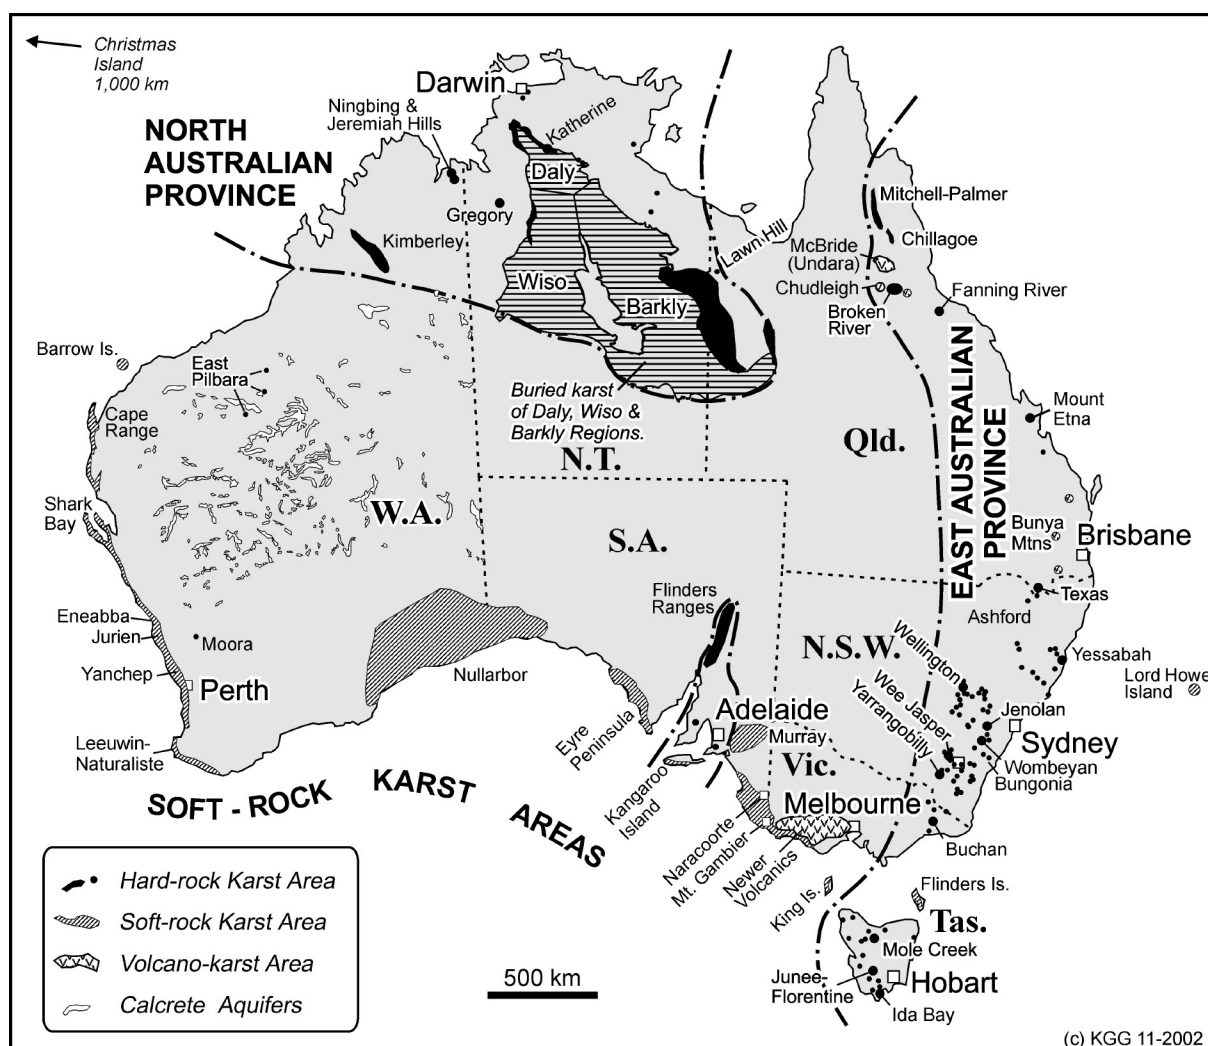 Christmas
Island
1,000 km
Darwin
Ningbing &
Jeremiah Hills
Katherine
NORTH
AUSTRALIAN
PROVINCE
Daly
Gregory
Kimberley
Wiso
Barkly
Lawn Hill
Mitchell-Palmer
Chillagoe
McBride
(Undara)
Chudleigh
Broken
River
Fanning River
Barrow Is.
East
Pilbara
Cape
Range
Buried karst
of Daly, Wiso &
Barkly Regions.
N.T.
Qld.
EAST AUSTRALIAN
PROVINCE
Mount
Etna
Shark
Bay
W.A.
S.A.
Bunya
Mtns
Brisbane
Flinders
Ranges
Texas
Ashford
Eneabba
Jurien
Moora
Yanchep
Perth
Nullarbor
N.S.W.
Wellington
Wee Jasper
Yarrangobilly
Yessabah
Lord Howe
Island
Jenolan
Sydney
Wombeyan
Bungonia
Leeuwin-
Naturaliste
Eyre
Peninsula
Adelaide
Murray
Vic.
Kangaroo
Island
SOFT - ROCK KARST AREAS
Melbourne
Naracoorte
Mt. Gambier
Newer
Volcanics
Buchan
King Is.
Flinders Is.
Tas.
Mole Creek
Junee-
Florentine
Hobart
Ida Bay
Hard-rock Karst Area
Soft-rock Karst Area
Volcano-karst Area
Calcrete Aquifers
500 km
(c) KGG 11-2002